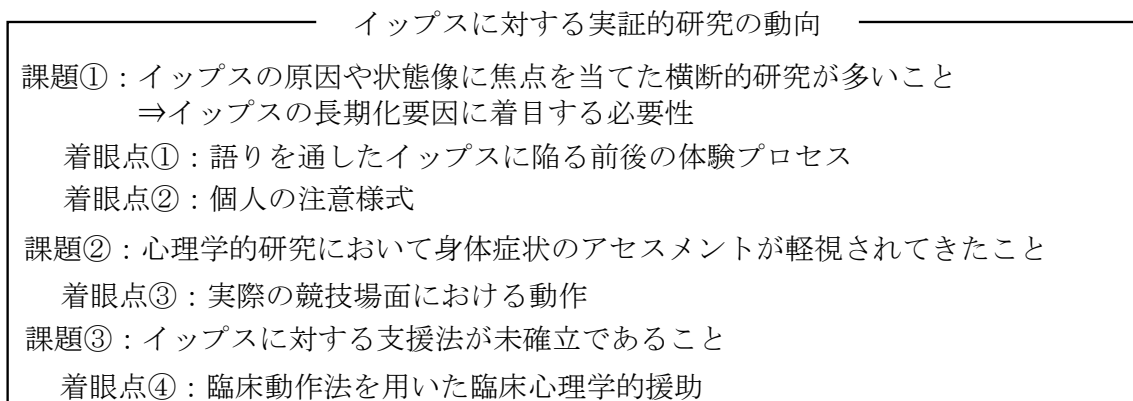 イップスに対する実証的研究の動向
課題①：イップスの原因や状態像に焦点を当てた横断的研究が多いこと
⇒イップスの長期化要因に着目する必要性
着眼点①：語りを通したイップスに陥る前後の体験プロセス
着眼点②：個人の注意様式
課題②：心理学的研究において身体症状のアセスメントが軽視されてきたこと
着眼点③：実際の競技場面における動作
課題③：イップスに対する支援法が未確立であること
着眼点④：臨床動作法を用いた臨床心理学的援助